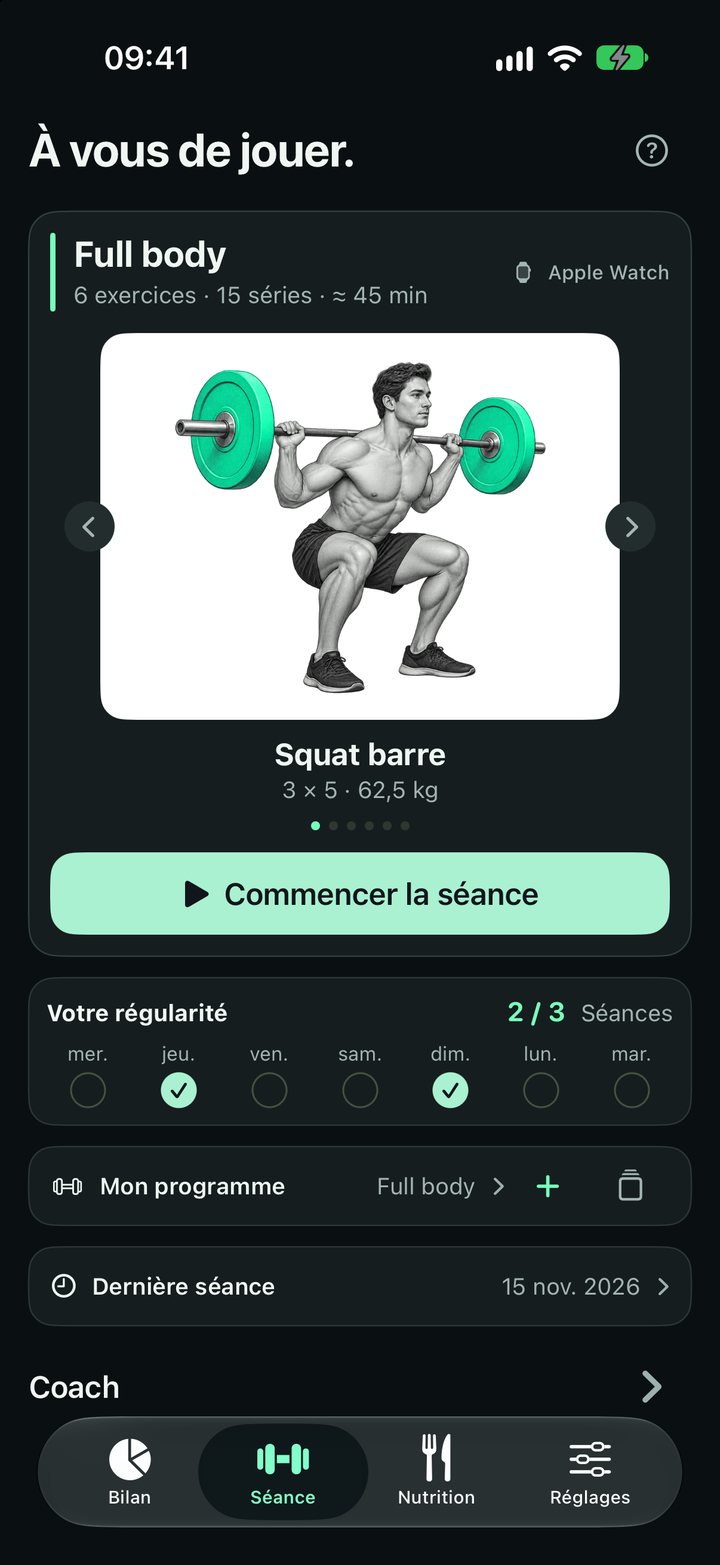 09:41
À vous de jouer.
Full body
6 exercices · 15 séries · ≈ 45 min
Apple Watch
Squat barre
3 × 5 · 62,5 kg
Commencer la séance
Votre régularité
2 / 3 Séances
mer. jeu. ven. sam. dim. lun. mar.
Mon programme
Full body
Dernière séance
15 nov. 2026
Coach
Bilan
Séance
Nutrition
Réglages